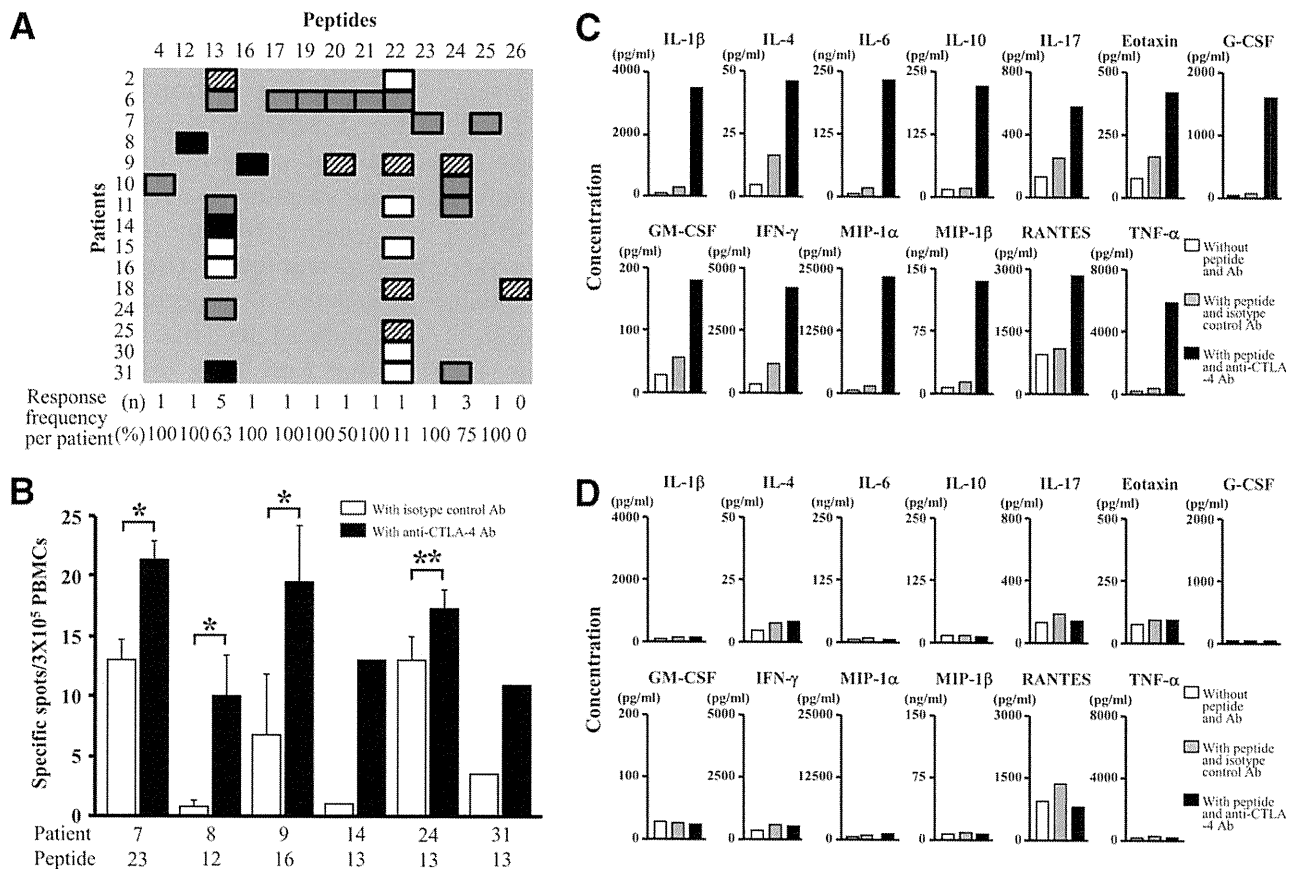 A
Peptides
4 12 13 16 17 19 20 21 22 23 24 25 26
Patients
2
6
7
8
9
10
11
14
15
16
18
24
25
30
31
Response frequency per patient
(n) 1 1 5 1 1 1 1 1 1 1 3 1 0
(%) 100 100 63 100 100 100 50 100 11 100 75 100 0
B
Specific spots/3X10⁵ PBMCs
25
20
15
10
5
0
* * * **
With isotype control Ab
With anti-CTLA-4 Ab
Patient 7 8 9 14 24 31
Peptide 23 12 16 13 13 13
C
Concentration
IL-1β IL-4 IL-6 IL-10 IL-17 Eotaxin G-CSF
(pg/ml) (pg/ml) (ng/ml) (pg/ml) (pg/ml) (pg/ml) (pg/ml)
4000 50 250 250 800 500 2000
2000 25 125 125 400 250 1000
0 0 0 0 0 0 0
GM-CSF IFN-γ MIP-1α MIP-1β RANTES TNF-α
(pg/ml) (pg/ml) (pg/ml) (ng/ml) (pg/ml) (pg/ml)
200 5000 25000 150 3000 8000
100 2500 12500 75 1500 4000
0 0 0 0 0 0
Without
peptide
and Ab
With peptide
and isotype
control Ab
With peptide
and anti-CTLA
-4 Ab
D
Concentration
IL-1β IL-4 IL-6 IL-10 IL-17 Eotaxin G-CSF
(pg/ml) (pg/ml) (ng/ml) (pg/ml) (pg/ml) (pg/ml) (pg/ml)
4000 50 250 250 800 500 2000
2000 25 125 125 400 250 1000
0 0 0 0 0 0 0
GM-CSF IFN-γ MIP-1α MIP-1β RANTES TNF-α
(pg/ml) (pg/ml) (pg/ml) (ng/ml) (pg/ml) (pg/ml)
200 5000 25000 150 3000 8000
100 2500 12500 75 1500 4000
0 0 0 0 0 0
Without
peptide
and Ab
With peptide
and isotype
control Ab
With peptide
and anti-CTLA
-4 Ab